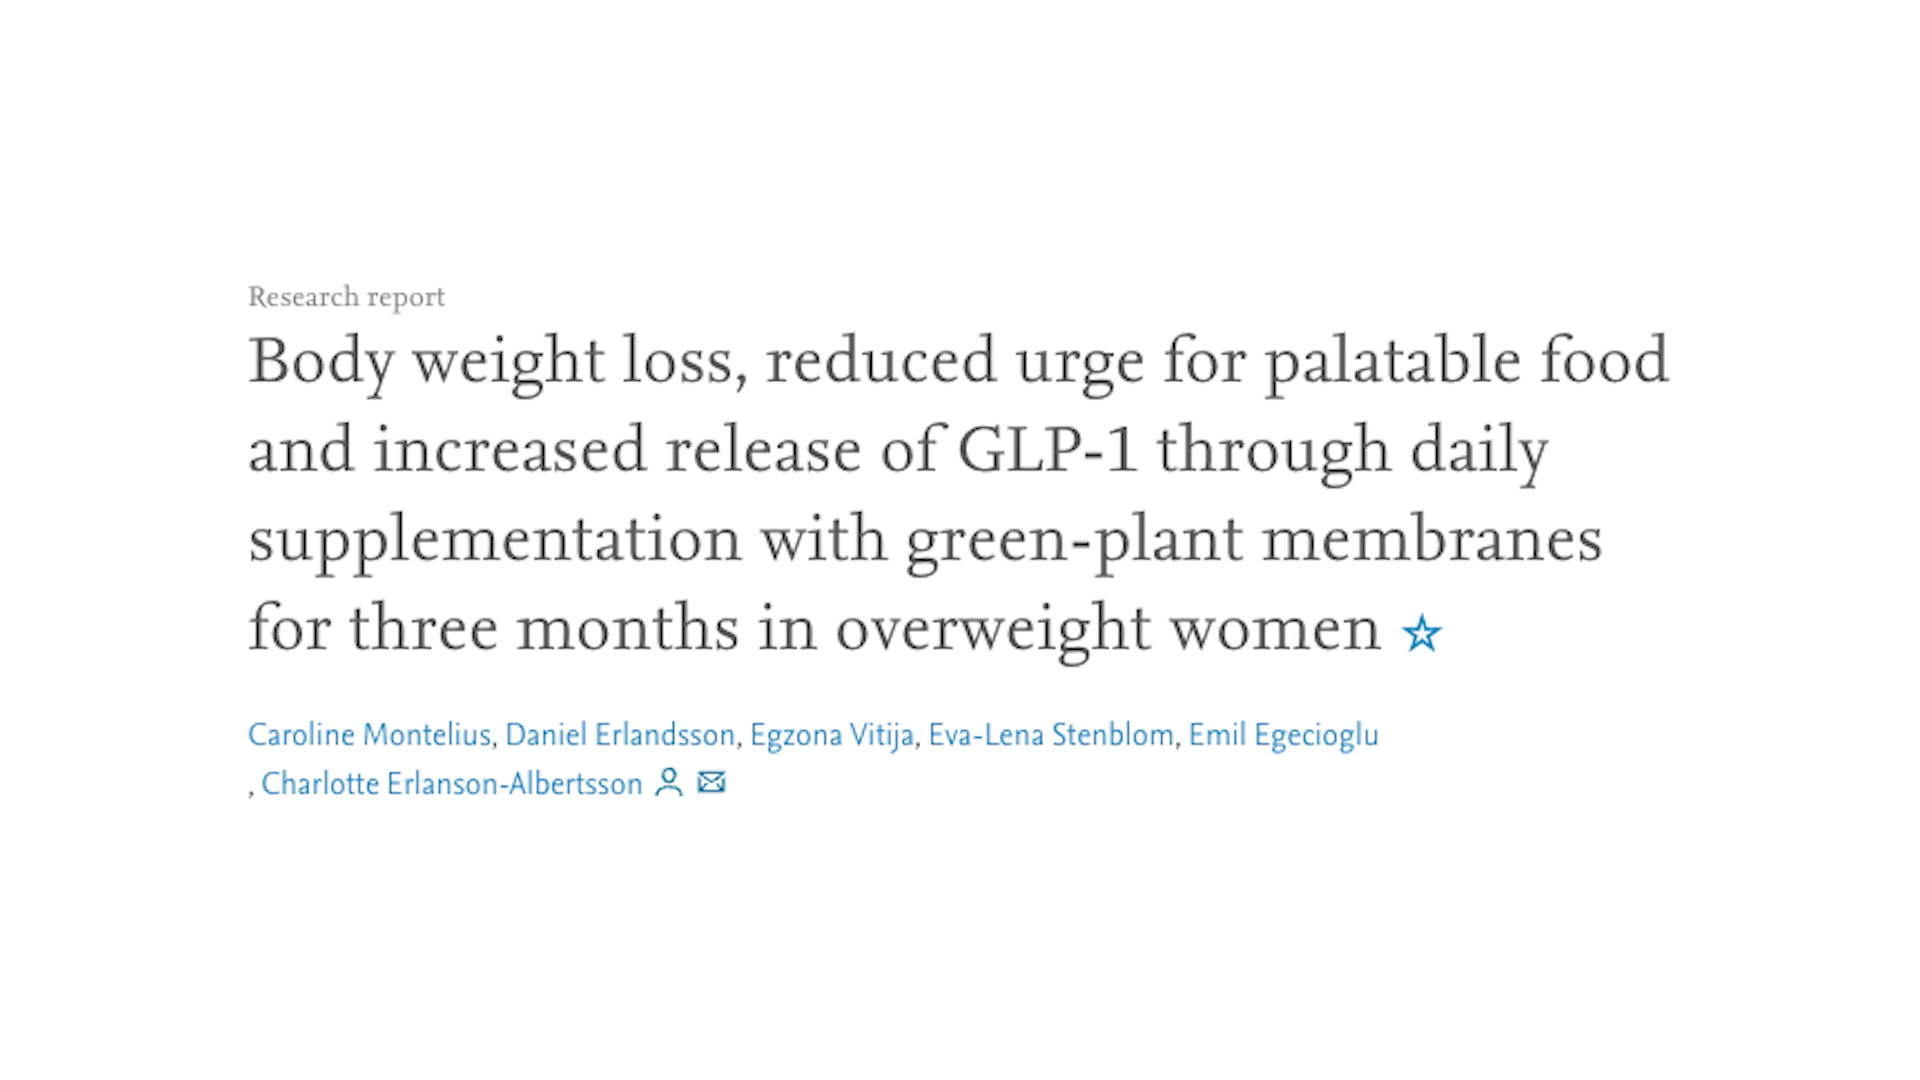 Research report
Body weight loss, reduced urge for palatable food
and increased release of GLP-1 through daily
supplementation with green-plant membranes
for three months in overweight women
Caroline Montelius, Daniel Erlandsson, Egzona Vitija, Eva-Lena Stenblom, Emil Egecioglu
, Charlotte Erlanson-Albertsson